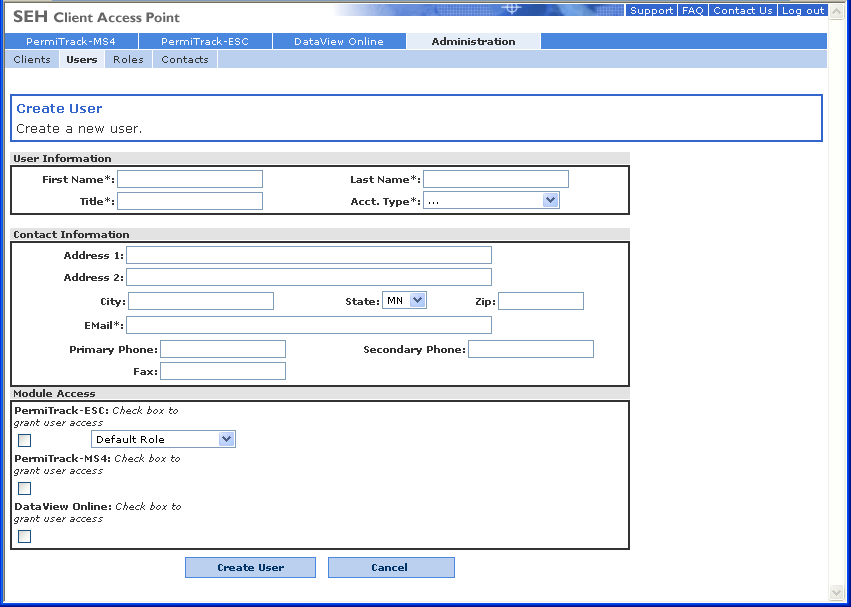 SEH Client Access Point
Support FAQ Contact Us Log out
PermiTrack-MS4 PermiTrack-ESC DataView Online Administration
Clients Users Roles Contacts
Create User
Create a new user.
User Information
First Name*: Last Name*:
Title*: Acct. Type*: ...
Contact Information
Address 1:
Address 2:
City: State: MN Zip:
EMail*:
Primary Phone: Secondary Phone:
Fax:
Module Access
PermiTrack-ESC: Check box to
grant user access
Default Role
PermiTrack-MS4: Check box to
grant user access
DataView Online: Check box to
grant user access
Create User Cancel